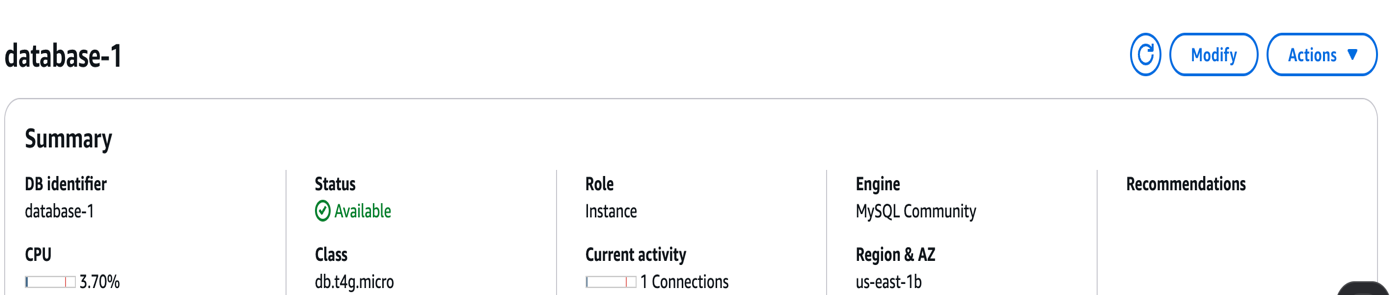 database-1
Modify
Actions
Summary
DB identifier
database-1
Status
Available
Role
Instance
Engine
MySQL Community
Recommendations
CPU
3.70%
Class
db.t4g.micro
Current activity
1 Connections
Region & AZ
us-east-1b